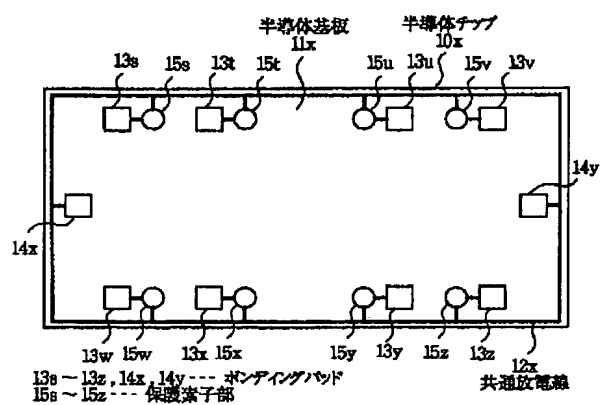 半導体基板
11x
半導体チップ
10x
13s
15s
13t
15t
15u
13u
15v
13v
14x
14y
13w
15w
13x
15x
15y
13y
15z
13z
12x
共通放電線
13s~13z,14x,14y --- ボンディングパッド
15s~15z --- 保護素子部